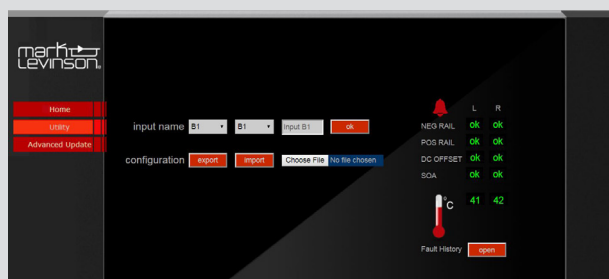 mark
Levinson®
Home
Utility
Advanced Update
input name B1 B1 Input B1 ok
configuration export import Choose File No file chosen
L R
NEG RAIL ok ok
POS RAIL ok ok
DC OFFSET ok ok
SOA ok ok
°C 41 42
Fault History open